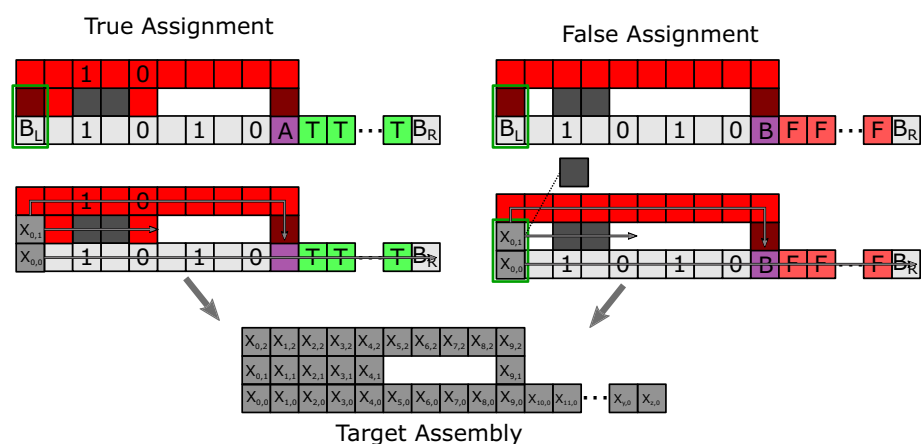 True Assignment
False Assignment
1 0
B_L 1 0 1 0 A T T ... T B_R
B_L 1 0 1 0 B F F ... F B_R
1 0
X_{0,1}
X_{0,0} 1 0 1 0 T T ... T B_R
X_{0,1}
X_{0,0} 1 0 1 0 B F F ... F B_R
X_{0,2} X_{1,2} X_{2,2} X_{3,2} X_{4,2} X_{5,2} X_{6,2} X_{7,2} X_{8,2} X_{9,2}
X_{0,1} X_{1,1} X_{2,1} X_{3,1} X_{4,1} X_{9,1}
X_{0,0} X_{1,0} X_{2,0} X_{3,0} X_{4,0} X_{5,0} X_{6,0} X_{7,0} X_{8,0} X_{9,0} X_{10,0} X_{11,0} ... X_{y,0} X_{z,0}
Target Assembly